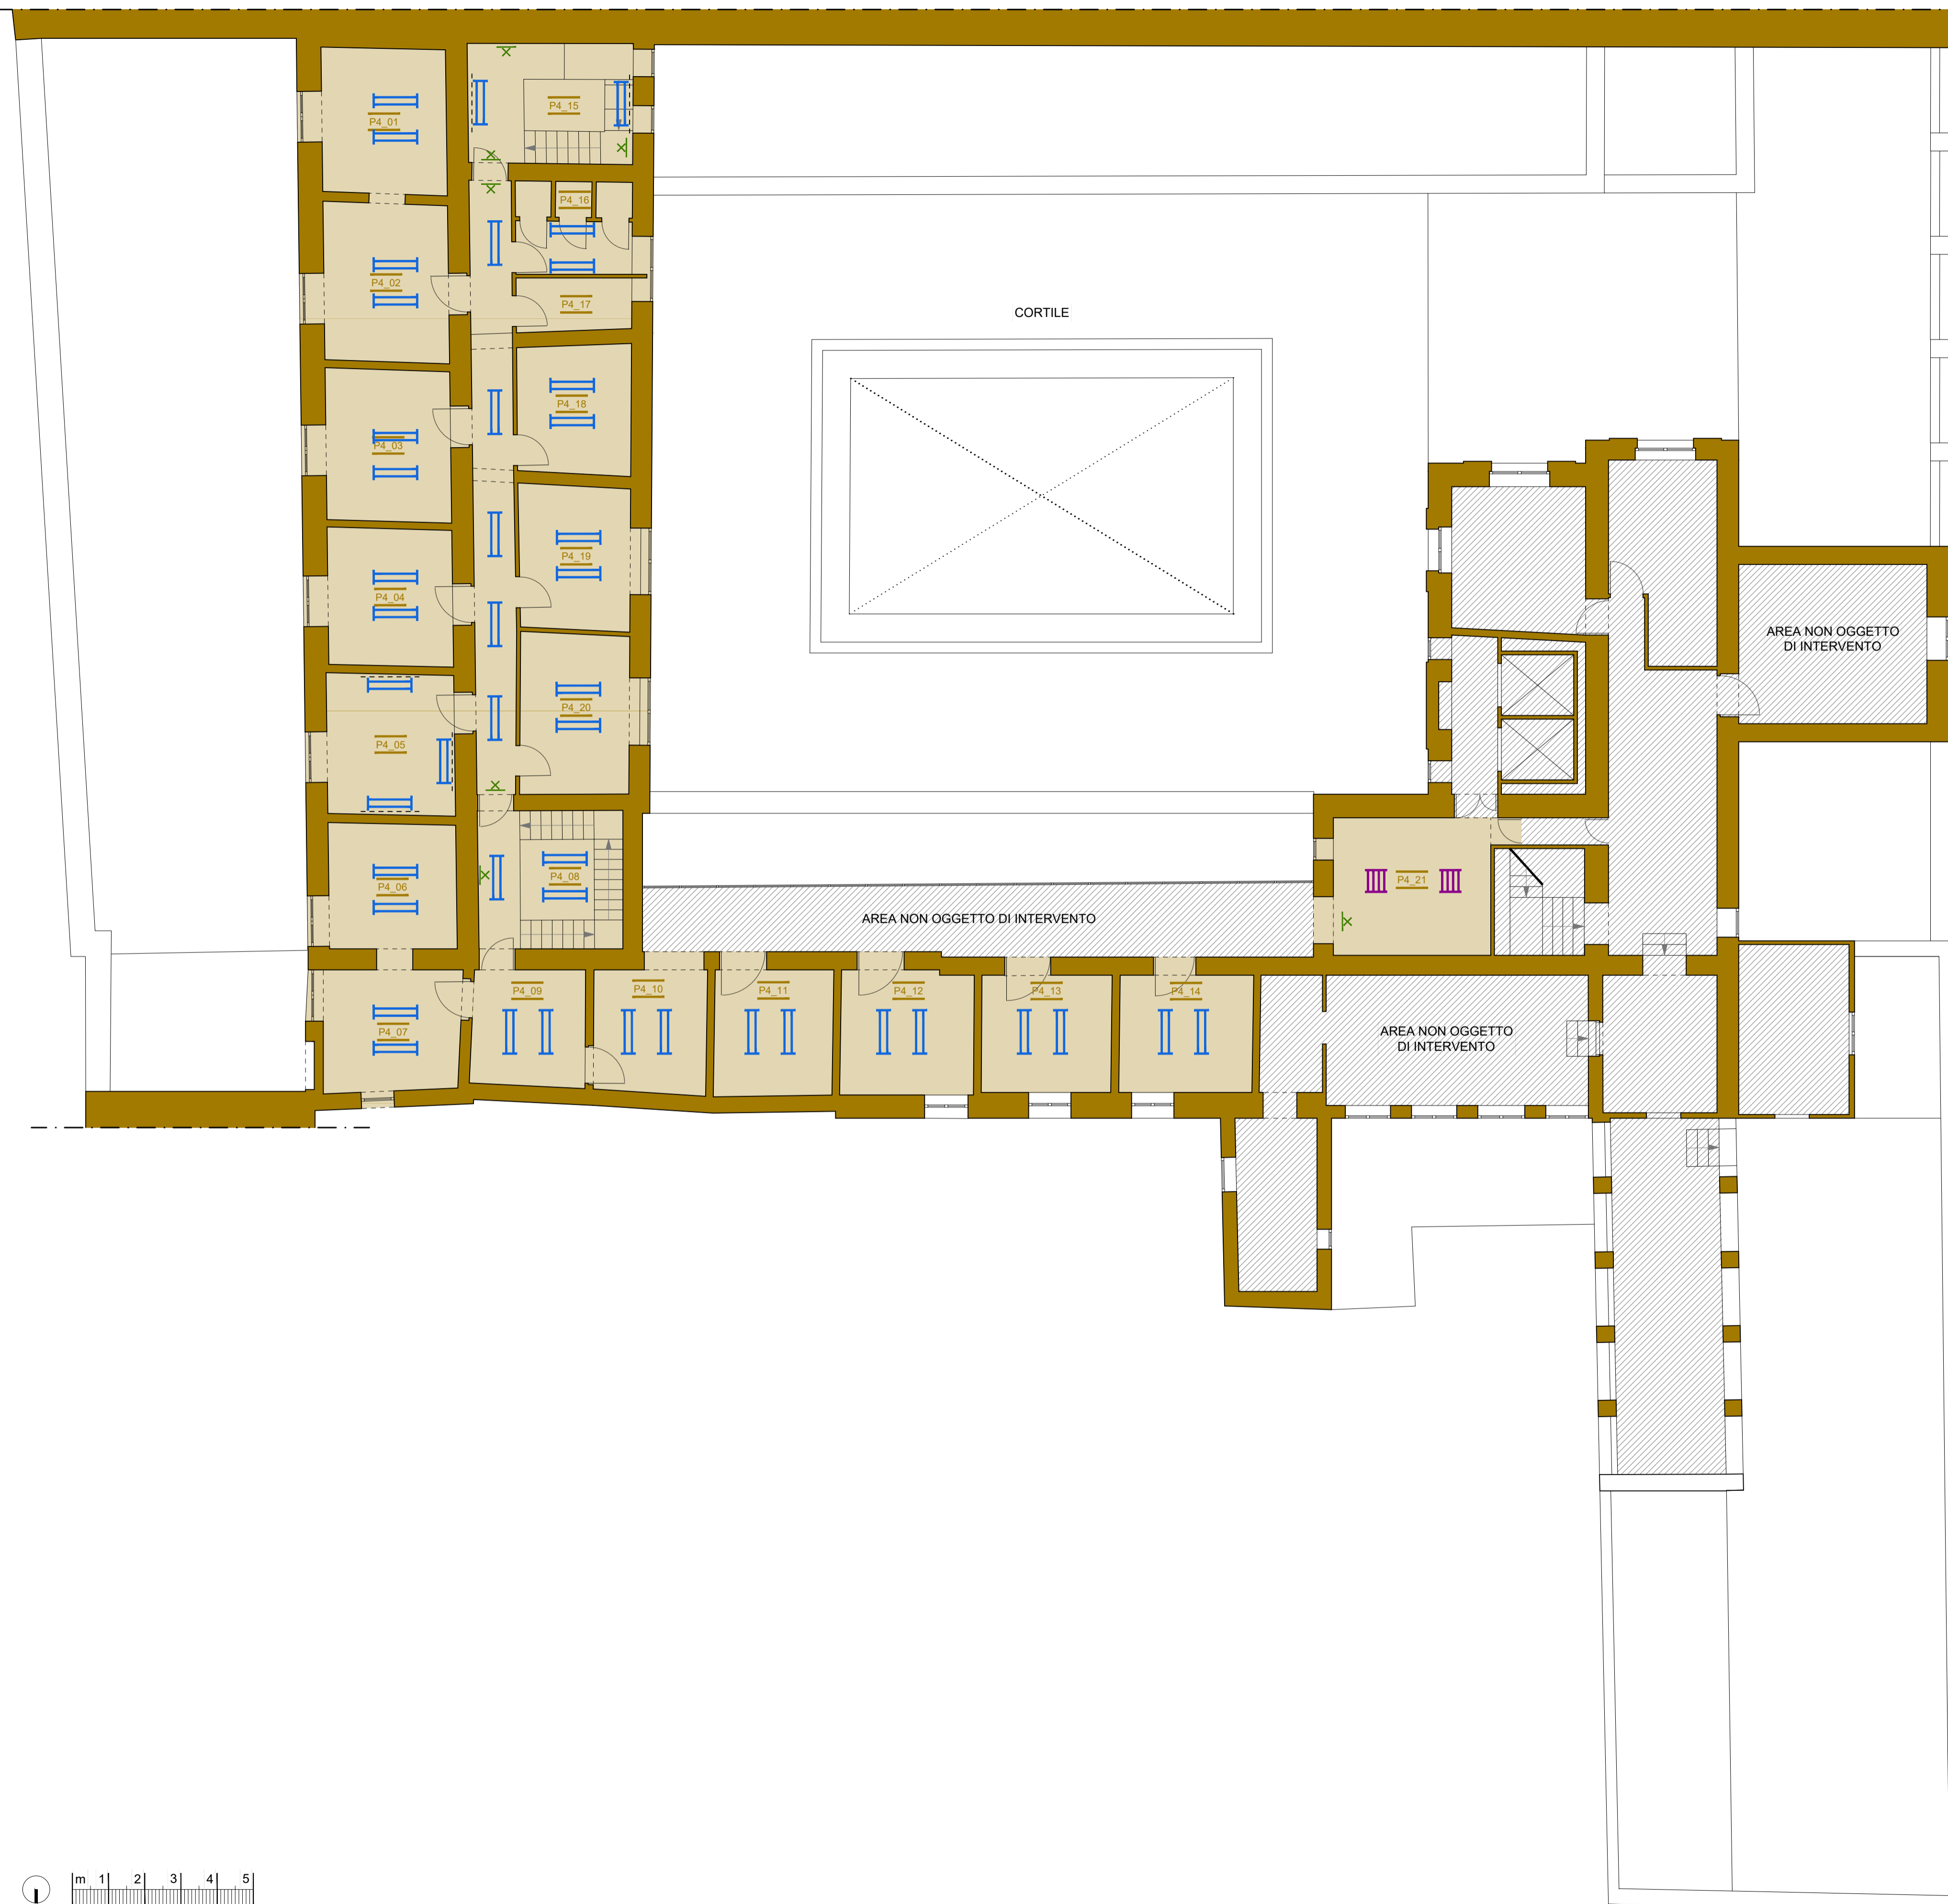 P4_15
P4_01
P4_16
P4_02
P4_17
CORTILE
P4_18
P4_03
P4_19
P4_04
AREA NON OGGETTO
DI INTERVENTO
P4_20
P4_05
P4_06
P4_08
P4_21
AREA NON OGGETTO DI INTERVENTO
P4_09
P4_10
P4_11
P4_12
P4_13
P4_14
P4_07
AREA NON OGGETTO
DI INTERVENTO
m 1 2 3 4 5